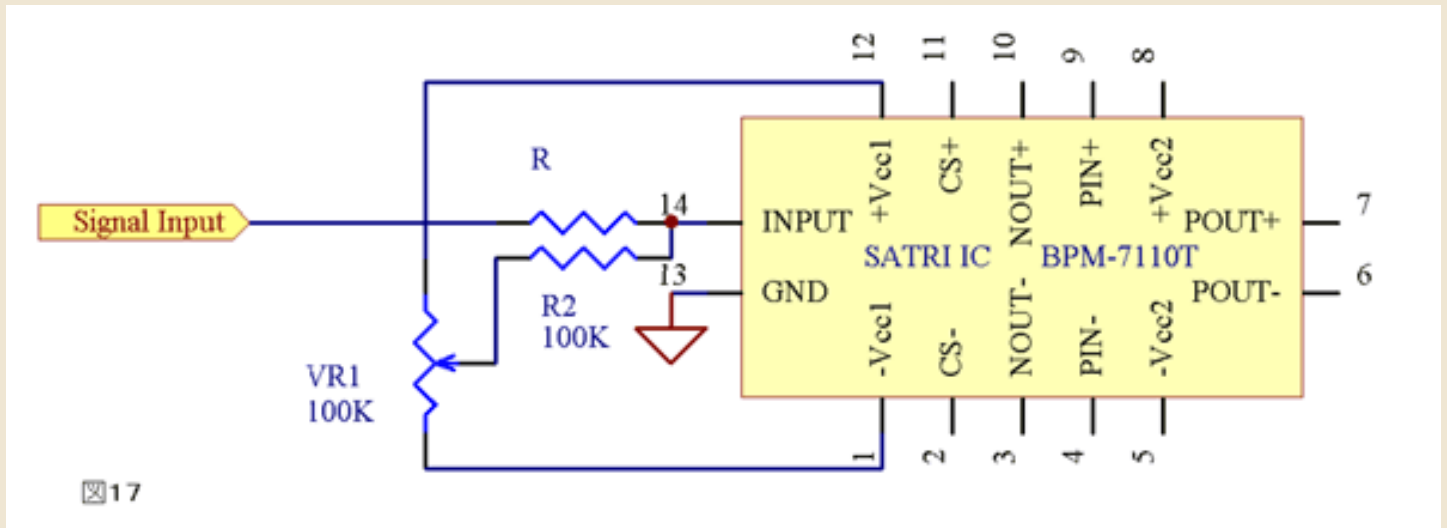 12
11
10
9
8
R
+Vcc1
CS+
NOUT+
PIN+
+Vcc2
Signal Input
14
INPUT
POUT+
7
SATRI IC
BPM-7110T
13
GND
POUT-
6
R2
100K
-Vcc1
CS-
NOUT-
PIN-
-Vcc2
VR1
100K
1
2
3
4
5
図17